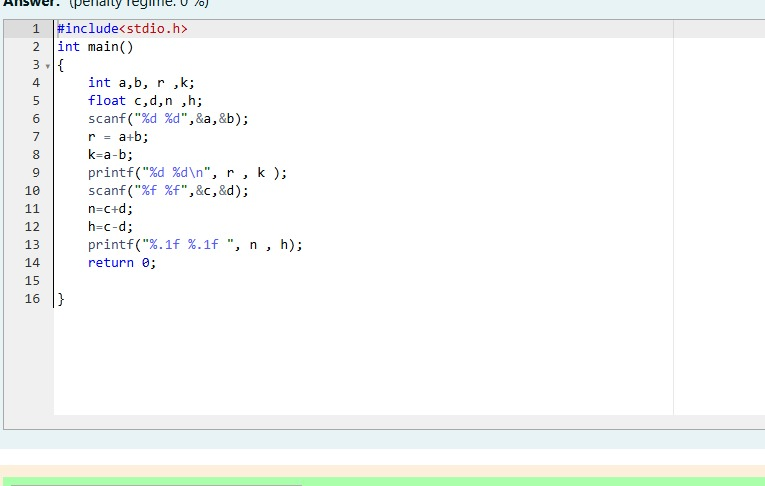 Answer: (penalty regime: 0 %)
1 #include<stdio.h>
2 int main()
3 {
4 int a,b, r ,k;
5 float c,d,n ,h;
6 scanf("%d %d",&a,&b);
7 r = a+b;
8 k=a-b;
9 printf("%d %d\n", r , k );
10 scanf("%f %f",&c,&d);
11 n=c+d;
12 h=c-d;
13 printf("%.1f %.1f ", n , h);
14 return 0;
15
16 }